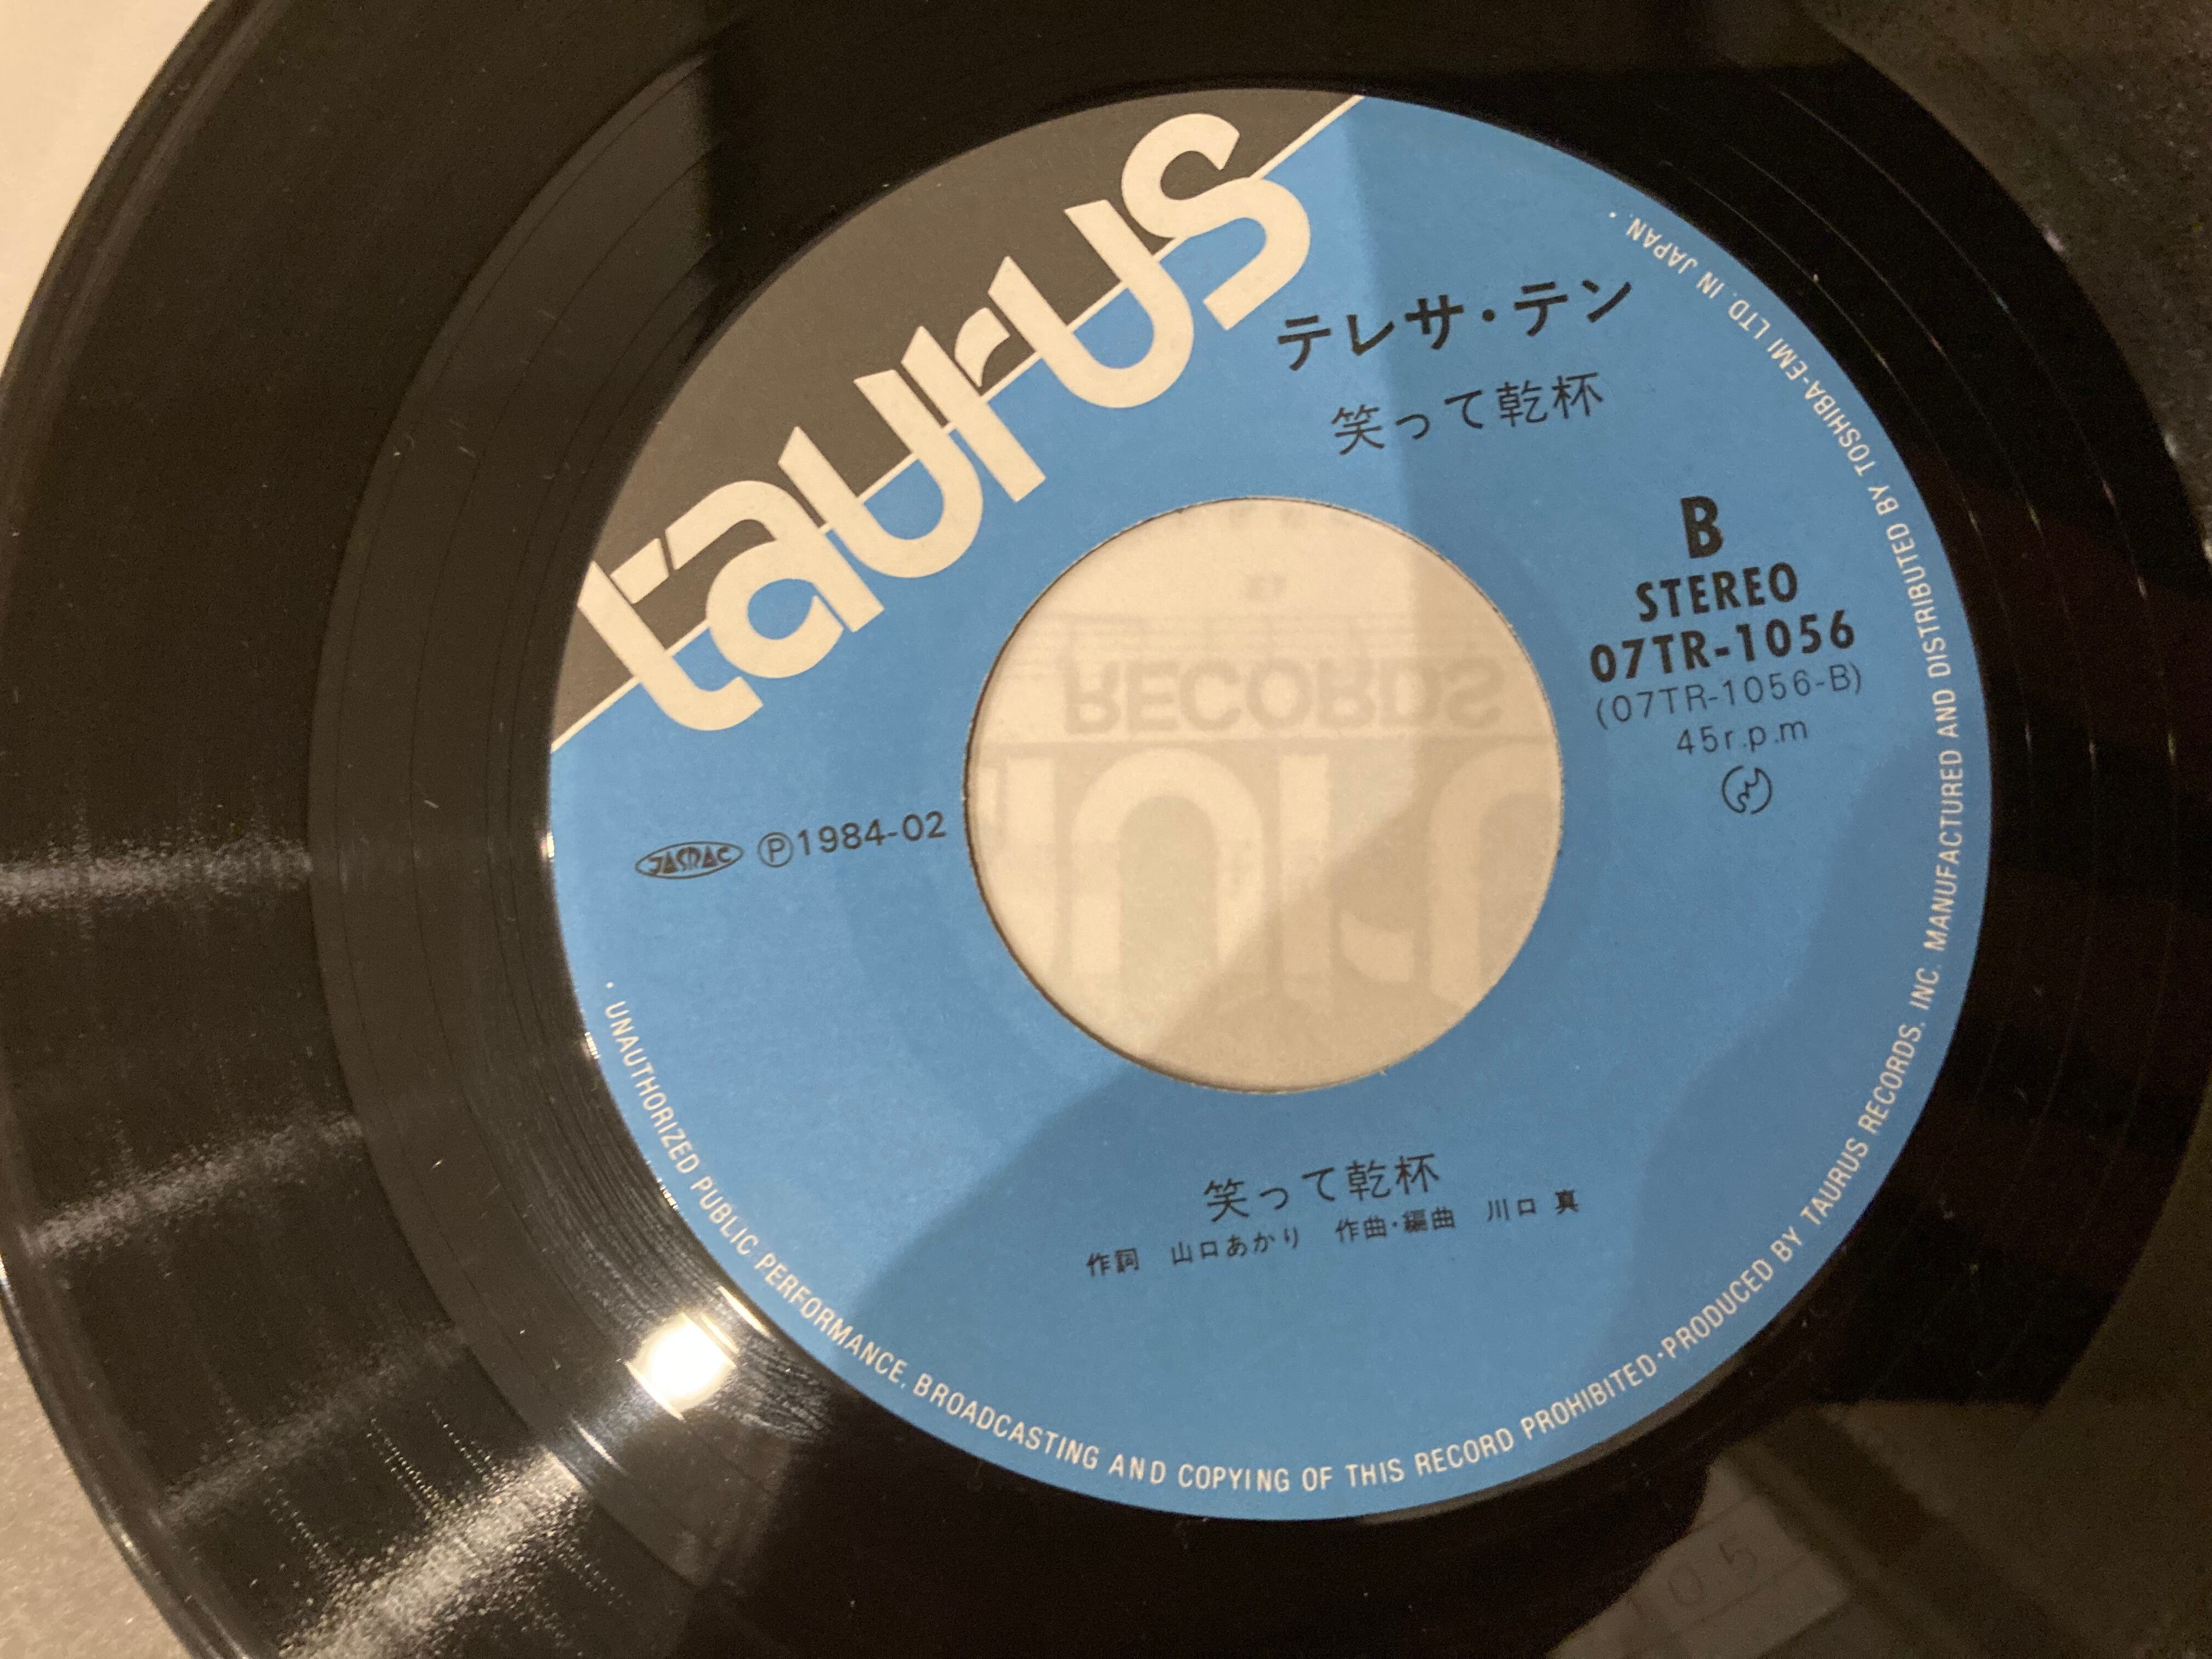 taurus
テレサ・テン
笑って乾杯
B
STEREO
07TR-1056
(07TR-1056-B)
45r.p.m
JASRAC Ⓟ1984-02
RECORDS
笑って乾杯
作詞 山口あかり 作曲・編曲 川口 真
・UNAUTHORIZED PUBLIC PERFORMANCE, BROADCASTING AND COPYING OF THIS RECORD PROHIBITED・PRODUCED BY TAURUS RECORDS, INC. MANUFACTURED AND DISTRIBUTED BY TOSHIBA-EMI LTD. IN JAPAN.・